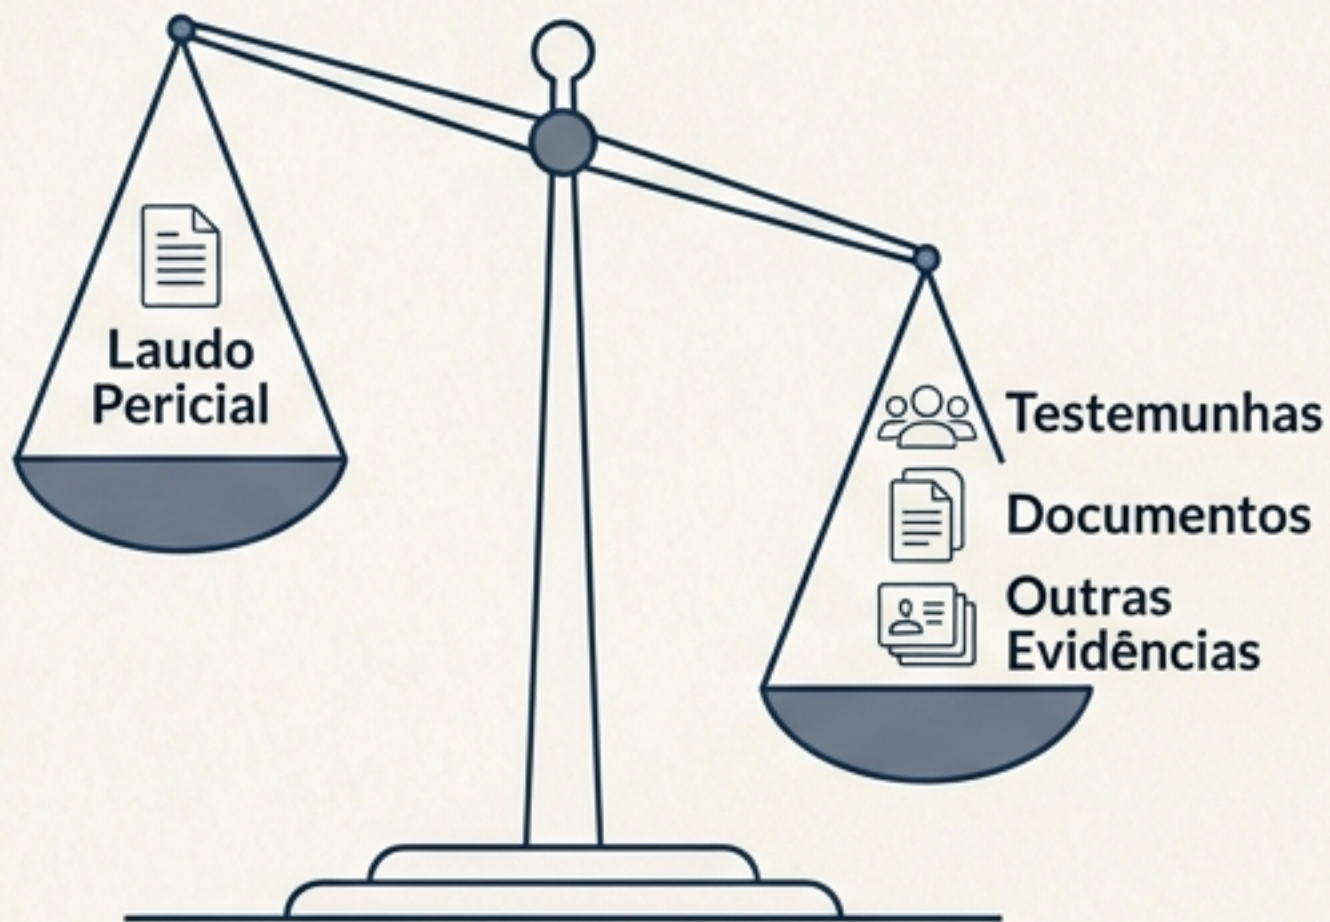 Laudo
Pericial
Testemunhas
Documentos
Outras
Evidências